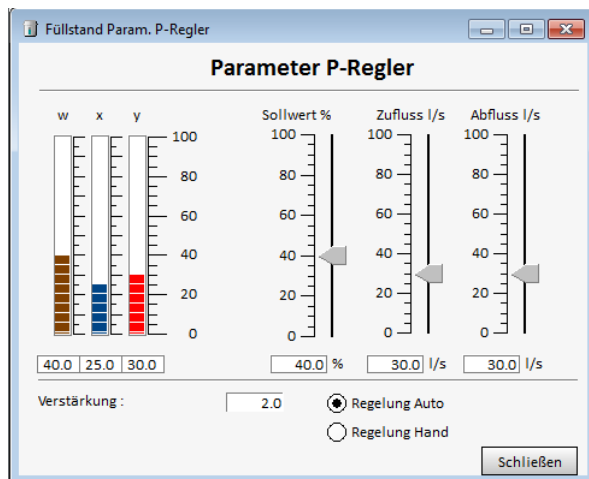 Füllstand Param. P-Regler
Parameter P-Regler
w x y Sollwert % Zufluss l/s Abfluss l/s
100 100 100 100
80 80 80 80
60 60 60 60
40 40 40 40
20 20 20 20
0 0 0 0
40.0 25.0 30.0 40.0 % 30.0 l/s 30.0 l/s
Verstärkung : 2.0 Regelung Auto
Regelung Hand
Schließen